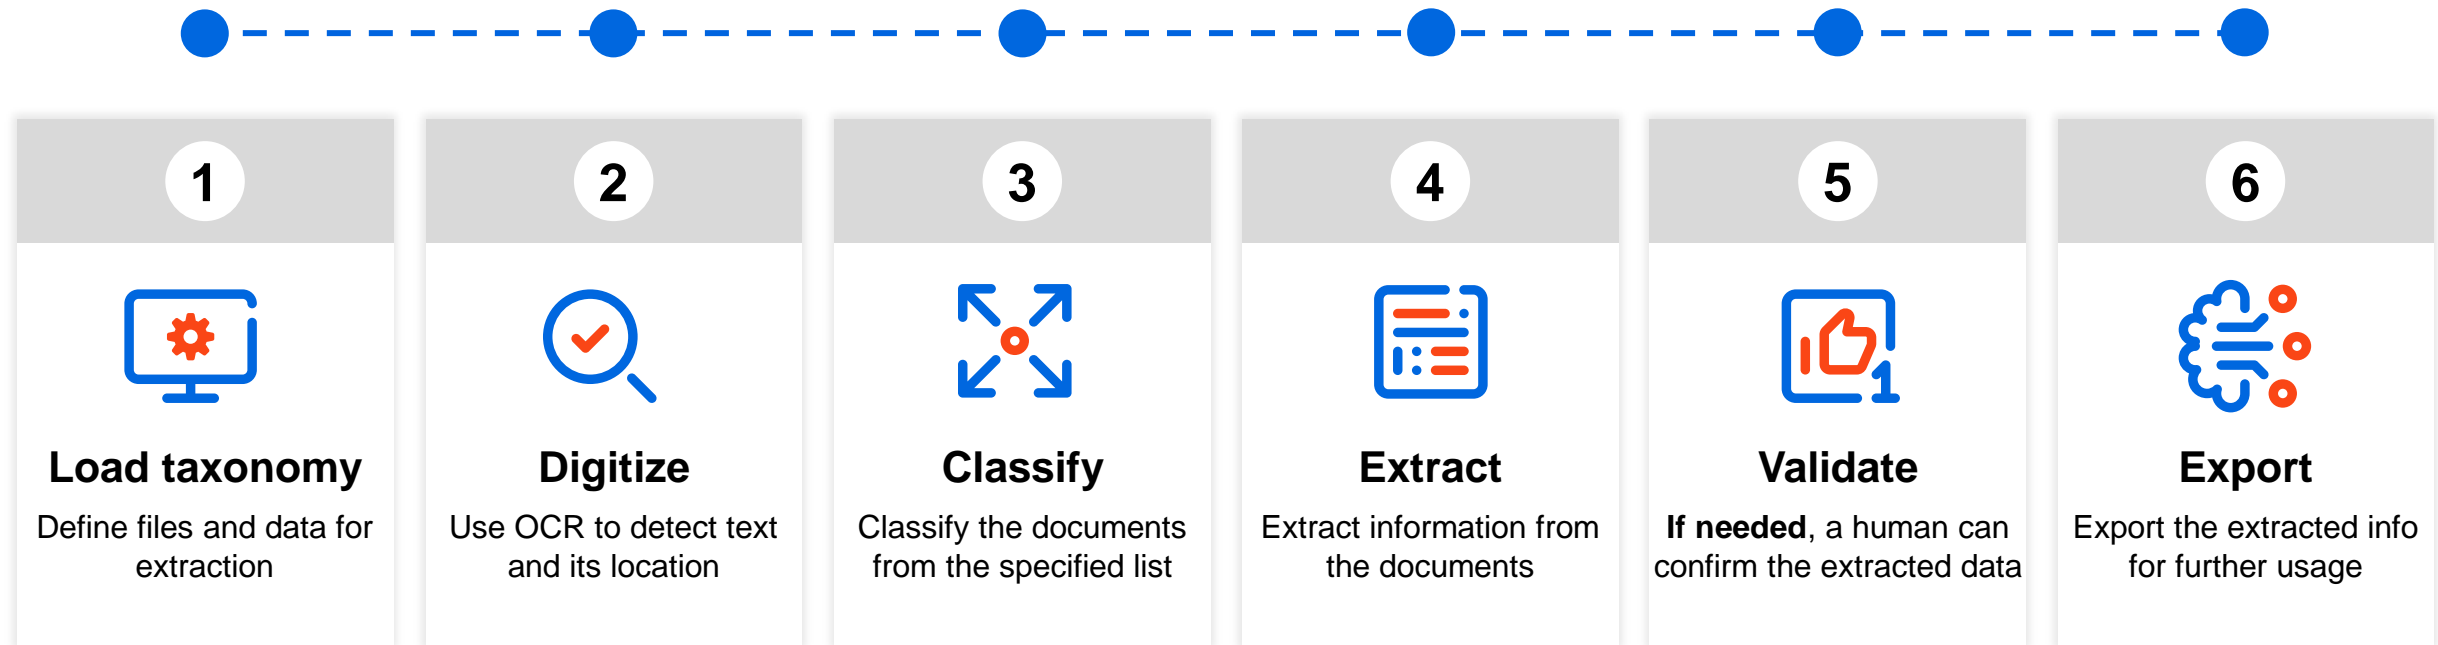 1
Load taxonomy
Define files and data for
extraction
2
Digitize
Use OCR to detect text
and its location
3
Classify
Classify the documents
from the specified list
4
Extract
Extract information from
the documents
5
1
Validate
If needed, a human can
confirm the extracted data
6
Export
Export the extracted info
for further usage